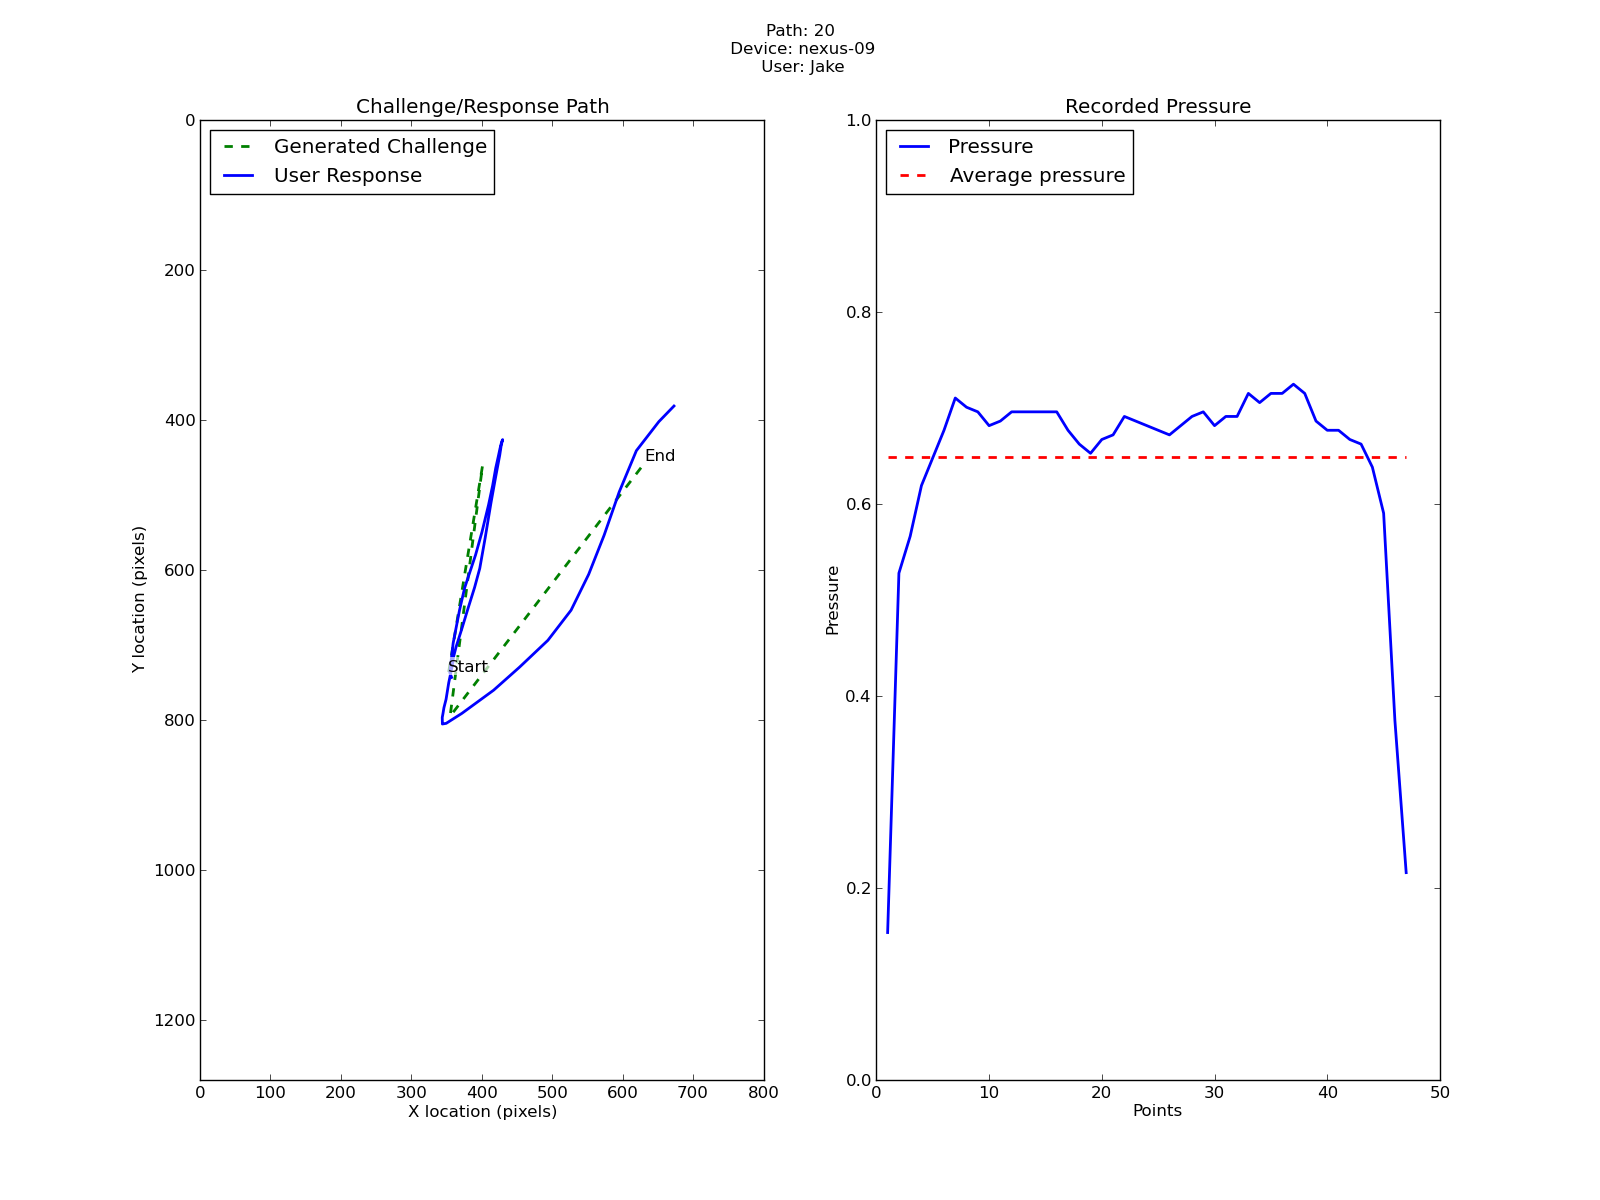 Path: 20
Device: nexus-09
User: Jake
Challenge/Response Path
Generated Challenge
User Response
0
200
400
600
800
1000
1200
Y location (pixels)
End
Start
0 100 200 300 400 500 600 700 800
X location (pixels)
Recorded Pressure
Pressure
Average pressure
1.0
0.8
0.6
0.4
0.2
0.0
Pressure
0 10 20 30 40 50
Points